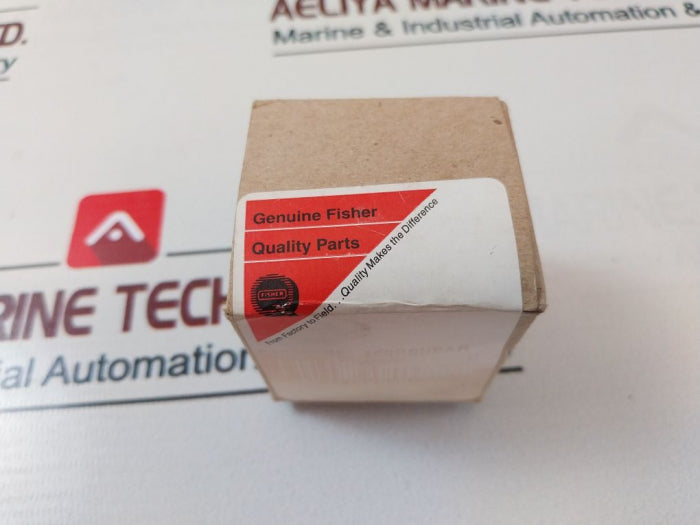 D.
AELIYA MARINE
Marine & Industrial Automation &
Genuine Fisher
Quality Parts
FISHER
From Factory to Field...Quality Makes the Difference
RINE TECH
ial Automation